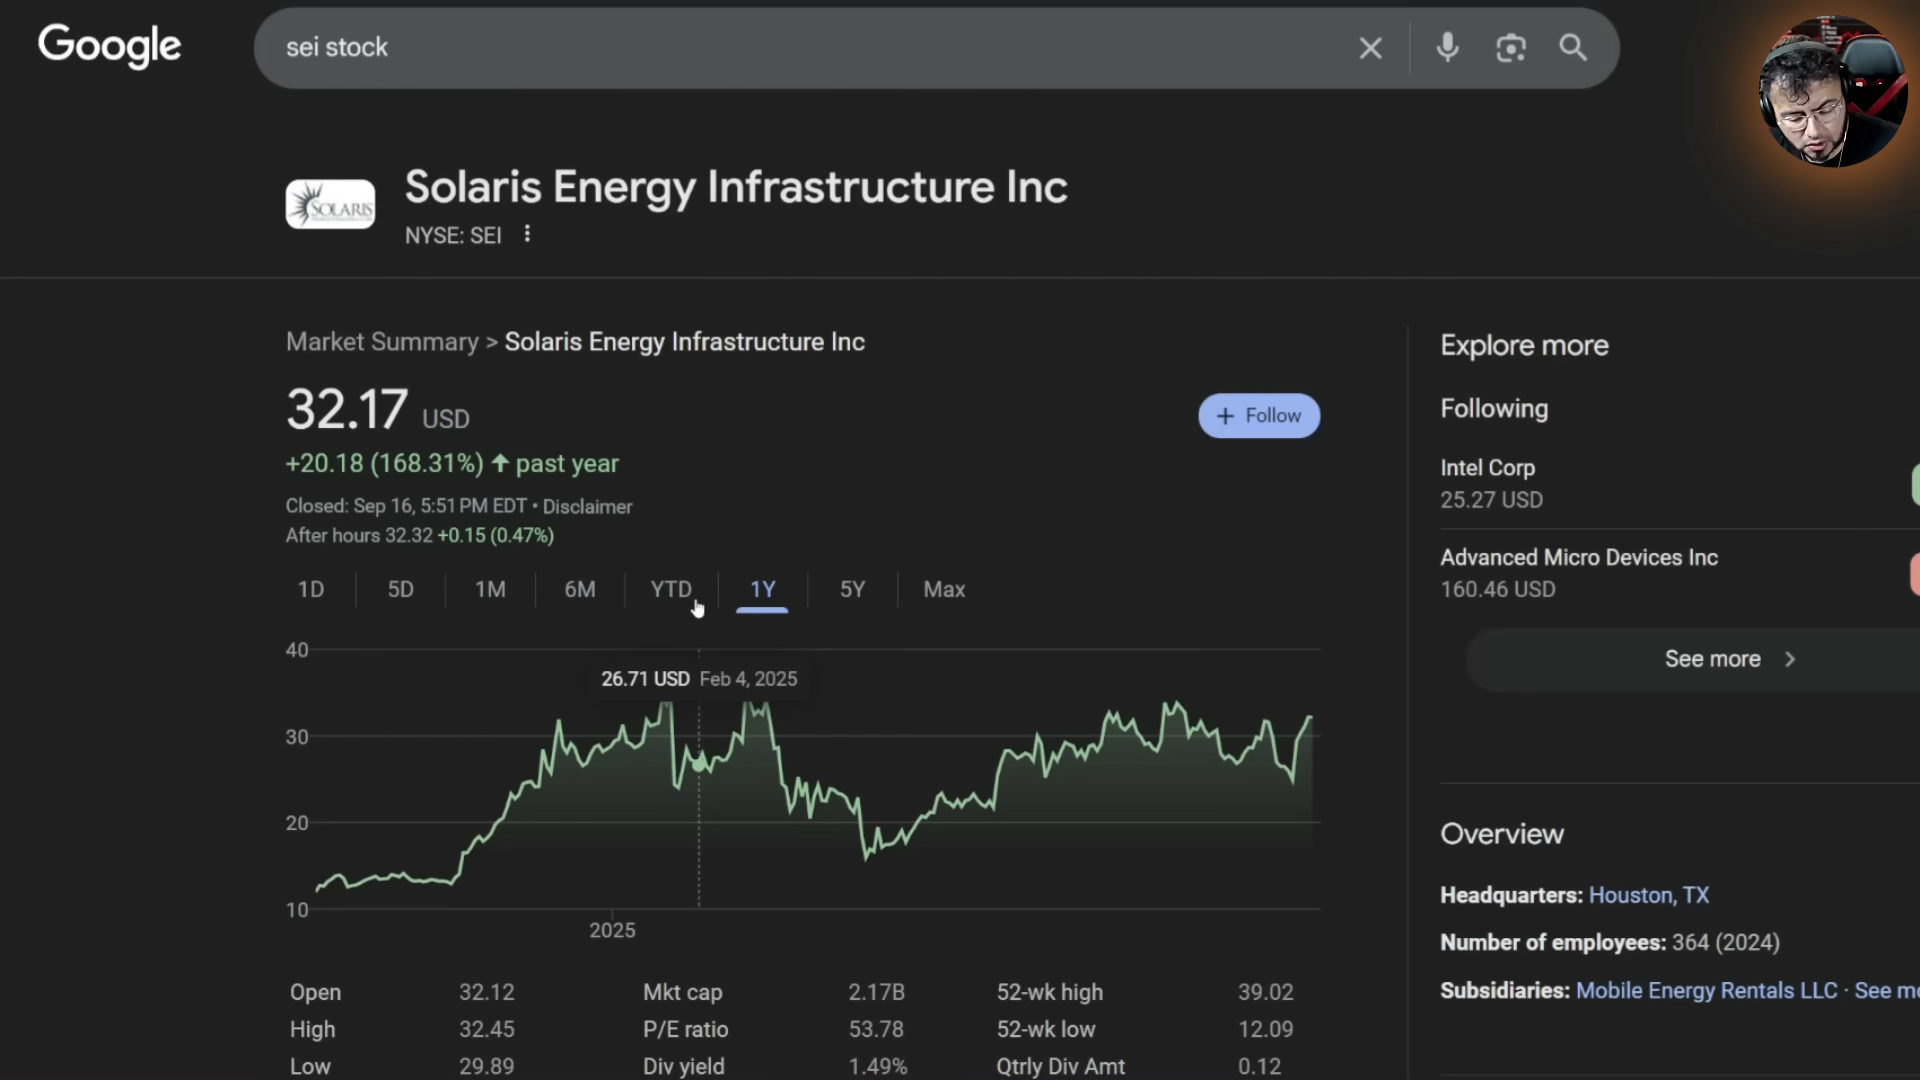 Google
sei stock
SOLARIS
Solaris Energy Infrastructure Inc
NYSE: SEI
Market Summary > Solaris Energy Infrastructure Inc
32.17 USD
+ Follow
+20.18 (168.31%) ↑ past year
Closed: Sep 16, 5:51 PM EDT • Disclaimer
After hours 32.32 +0.15 (0.47%)
1D 5D 1M 6M YTD 1Y 5Y Max
40
26.71 USD Feb 4, 2025
30
20
10
2025
Open 32.12 Mkt cap 2.17B 52-wk high 39.02
High 32.45 P/E ratio 53.78 52-wk low 12.09
Low 29.89 Div yield 1.49% Qtrly Div Amt 0.12
Explore more
Following
Intel Corp
25.27 USD
Advanced Micro Devices Inc
160.46 USD
See more
Overview
Headquarters: Houston, TX
Number of employees: 364 (2024)
Subsidiaries: Mobile Energy Rentals LLC · See mo